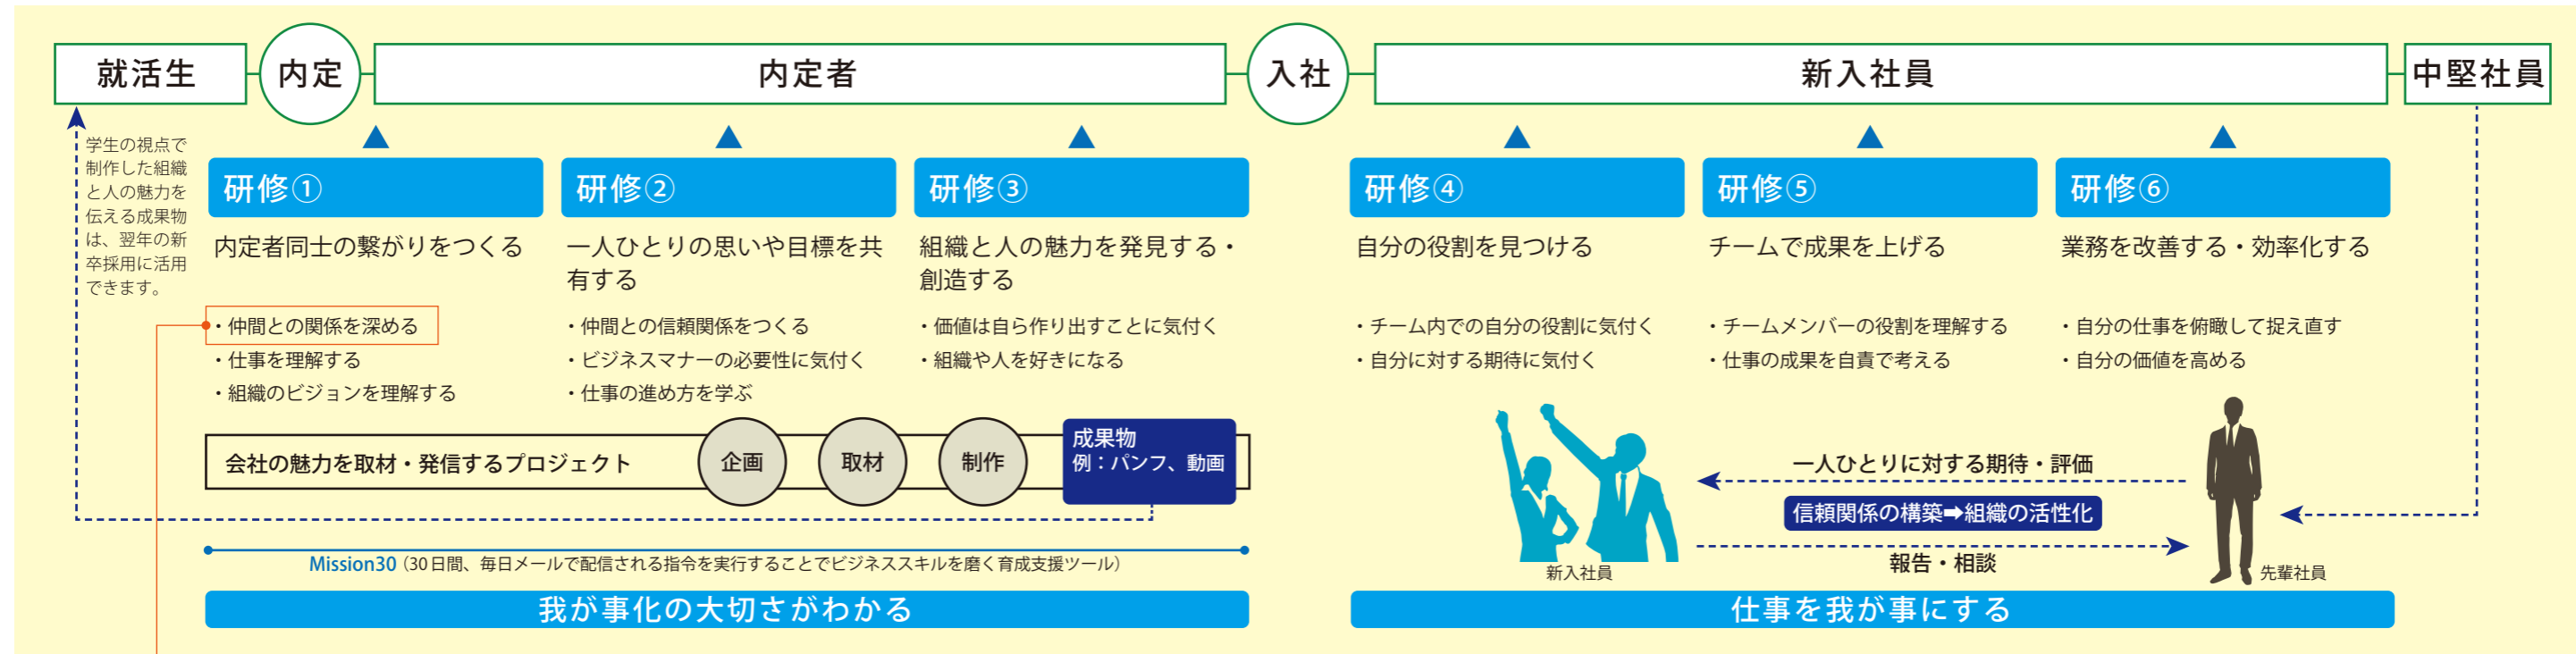 就活生
内定
内定者
入社
新入社員
中堅社員
学生の視点で
制作した組織
と人の魅力を
伝える成果物
は、翌年の新
卒採用に活用
できます。
研修①
内定者同士の繋がりをつくる
・仲間との関係を深める
・仕事を理解する
・組織のビジョンを理解する
研修②
一人ひとりの思いや目標を共
有する
・仲間との信頼関係をつくる
・ビジネスマナーの必要性に気付く
・仕事の進め方を学ぶ
研修③
組織と人の魅力を発見する・
創造する
・価値は自ら作り出すことに気付く
・組織や人を好きになる
研修④
自分の役割を見つける
・チーム内での自分の役割に気付く
・自分に対する期待に気付く
研修⑤
チームで成果を上げる
・チームメンバーの役割を理解する
・仕事の成果を自責で考える
研修⑥
業務を改善する・効率化する
・自分の仕事を俯瞰して捉え直す
・自分の価値を高める
会社の魅力を取材・発信するプロジェクト
企画
取材
制作
成果物
例：パンフ、動画
Mission30（30日間、毎日メールで配信される指令を実行することでビジネススキルを磨く育成支援ツール）
我が事化の大切さがわかる
一人ひとりに対する期待・評価
信頼関係の構築➡組織の活性化
報告・相談
新入社員
先輩社員
仕事を我が事にする